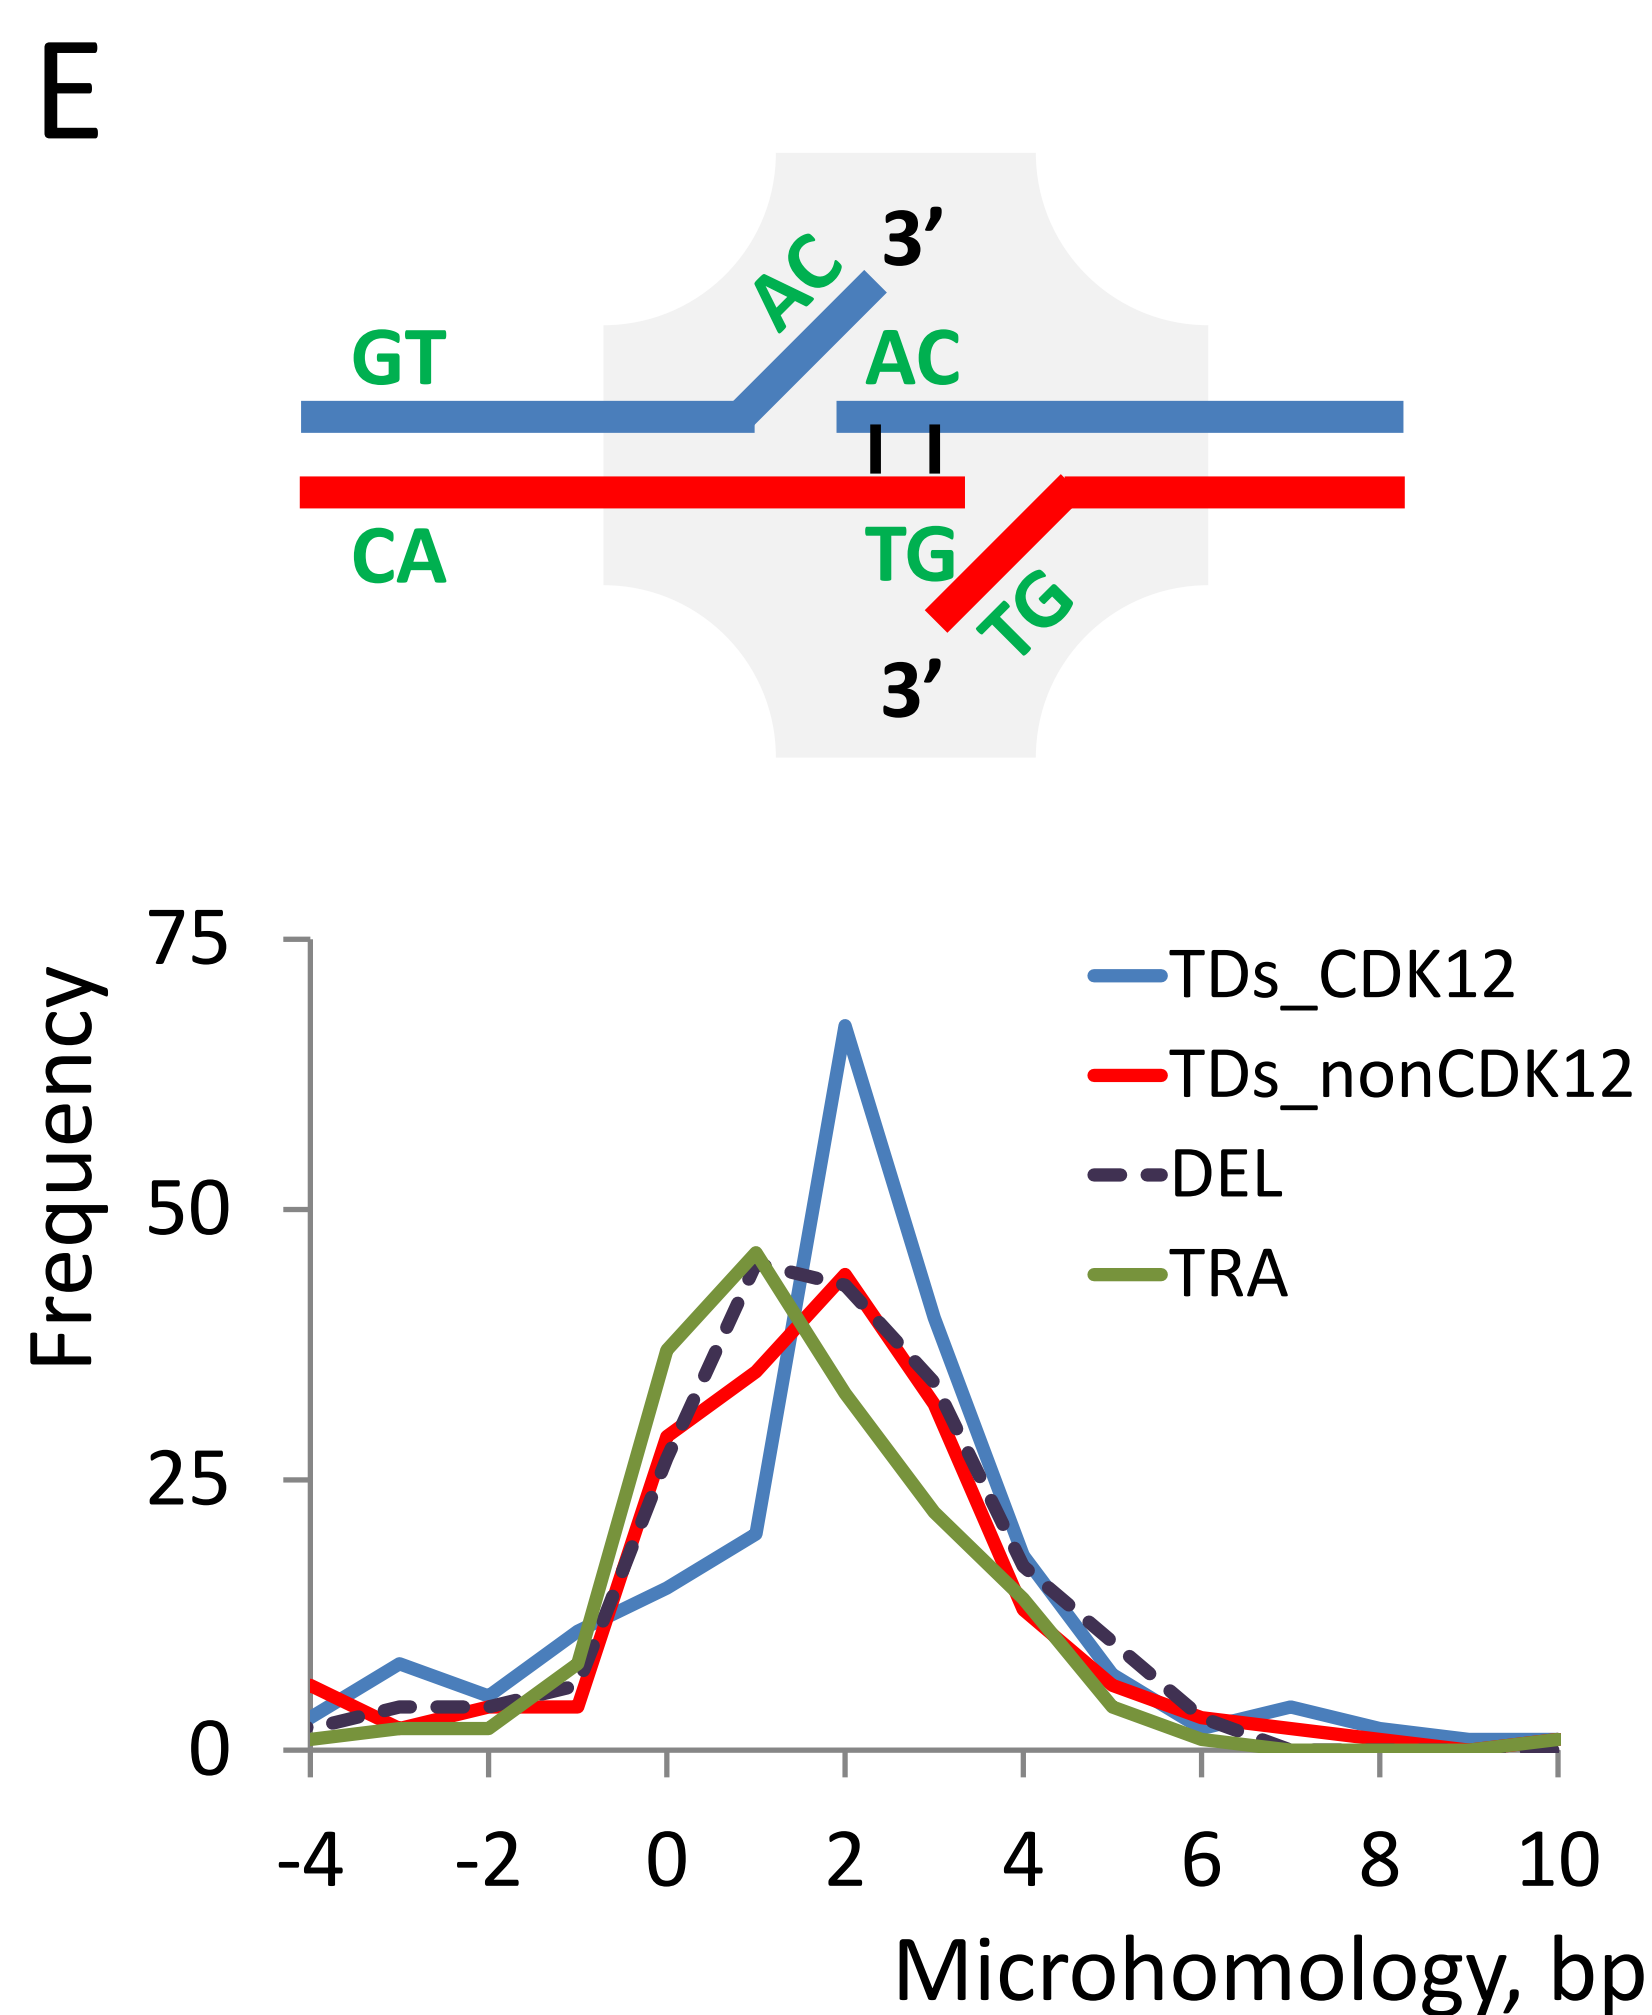 E
3’
AC
GT
AC
CA
TG
TG
3’
75
50
25
0
Frequency
TDs_CDK12
TDs_nonCDK12
DEL
TRA
-4 -2 0 2 4 6 8 10
Microhomology, bp